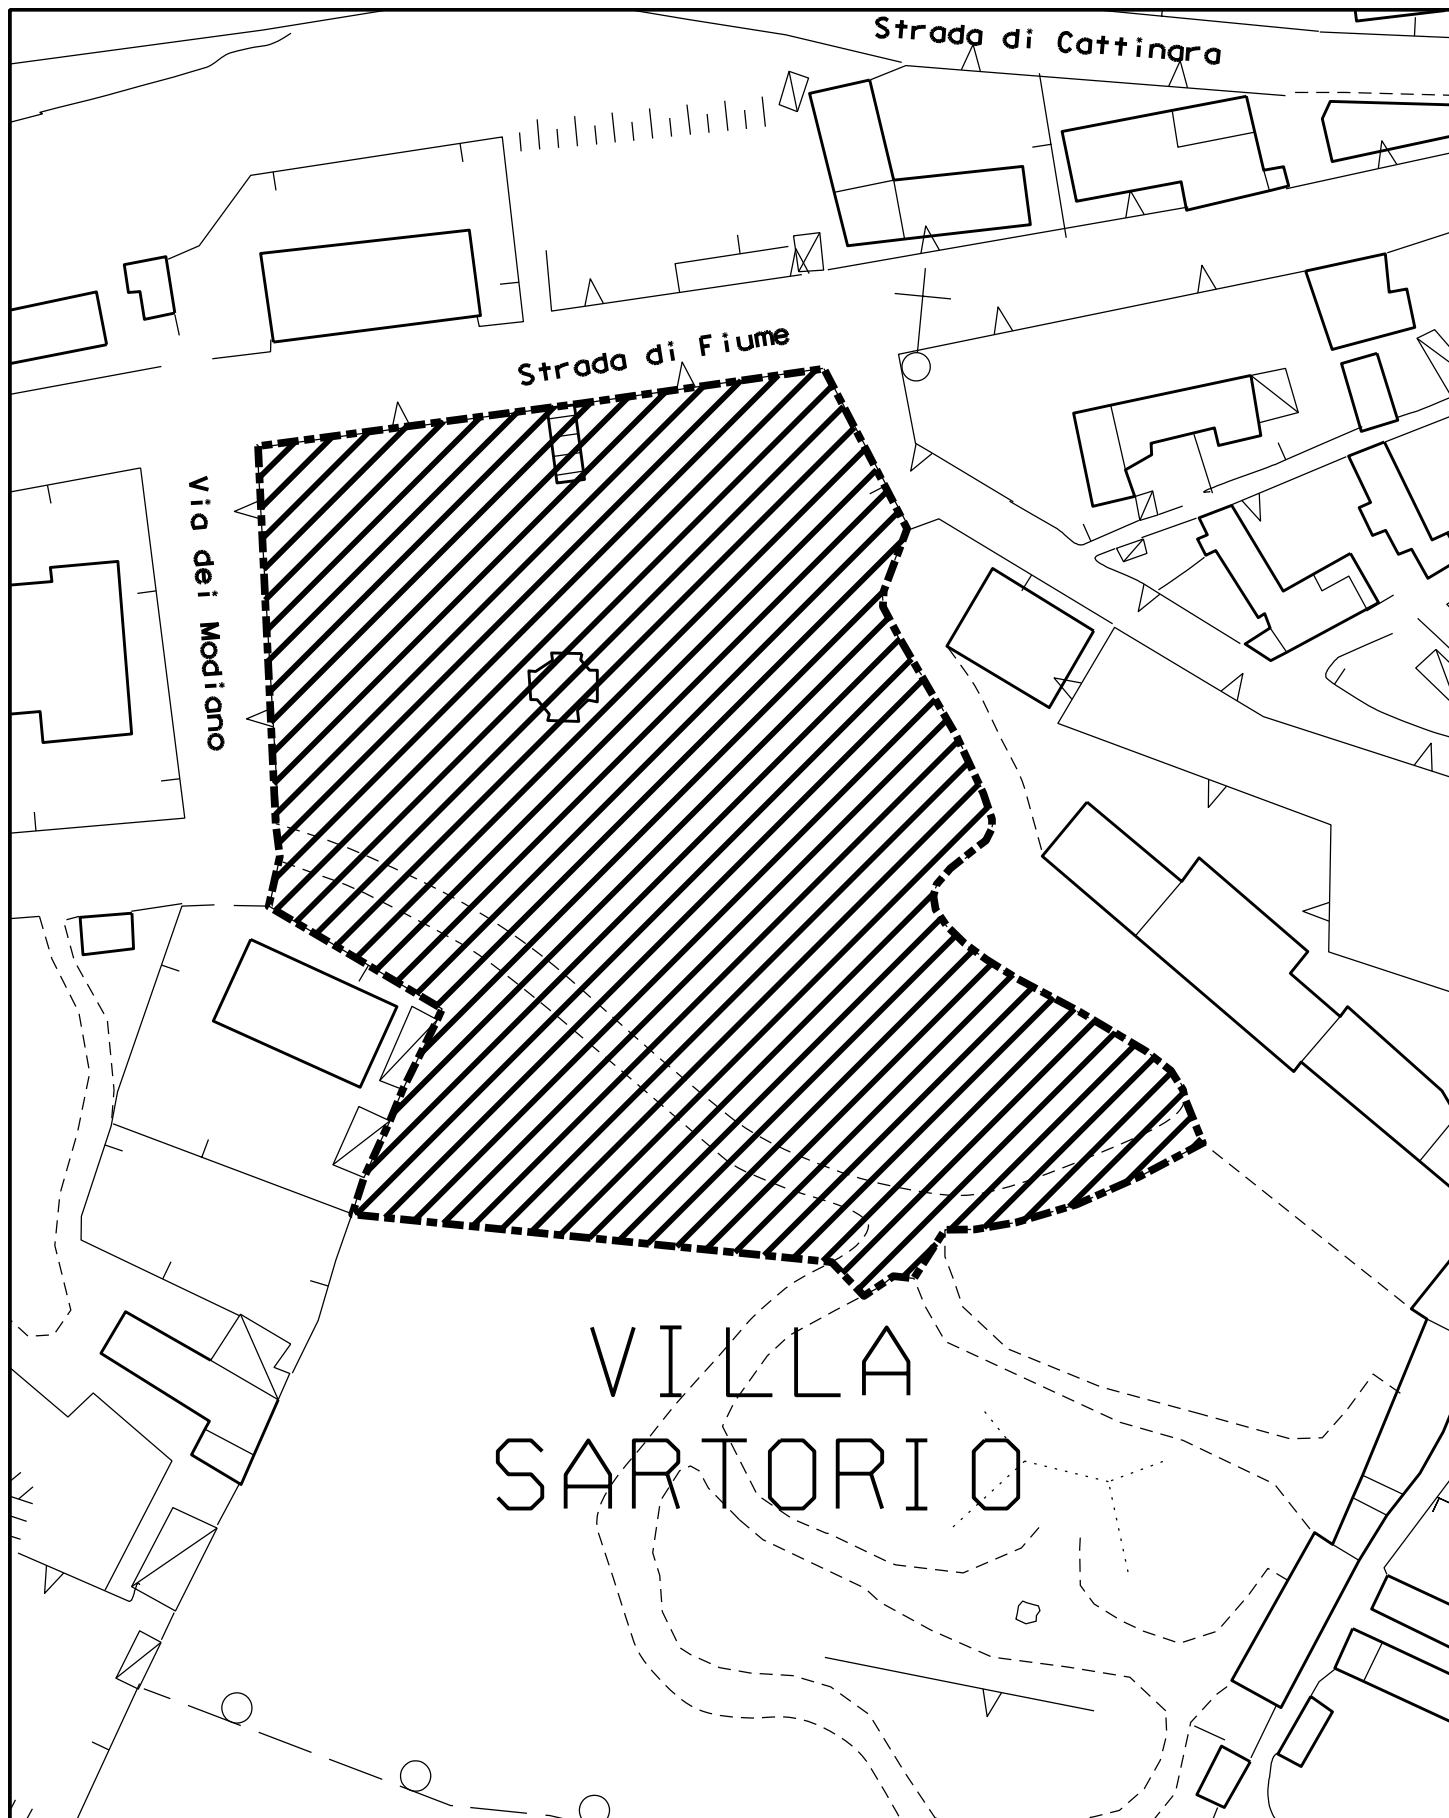 Strada di Cattinara
Strada di Fiume
Via dei Modiano
VILLA
SARTORIO